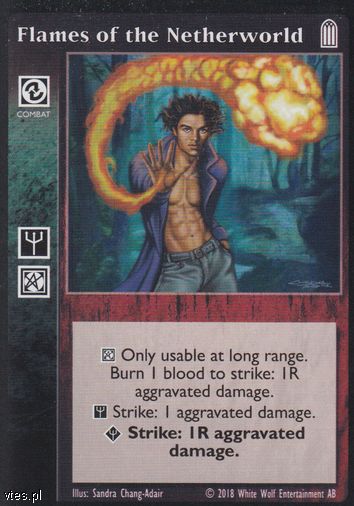 Flames of the Netherworld
COMBAT
Only usable at long range.
Burn 1 blood to strike: 1R
aggravated damage.
Strike: 1 aggravated damage.
Strike: 1R aggravated
damage.
Illus: Sandra Chang-Adair © 2018 White Wolf Entertainment AB
vtes.pl